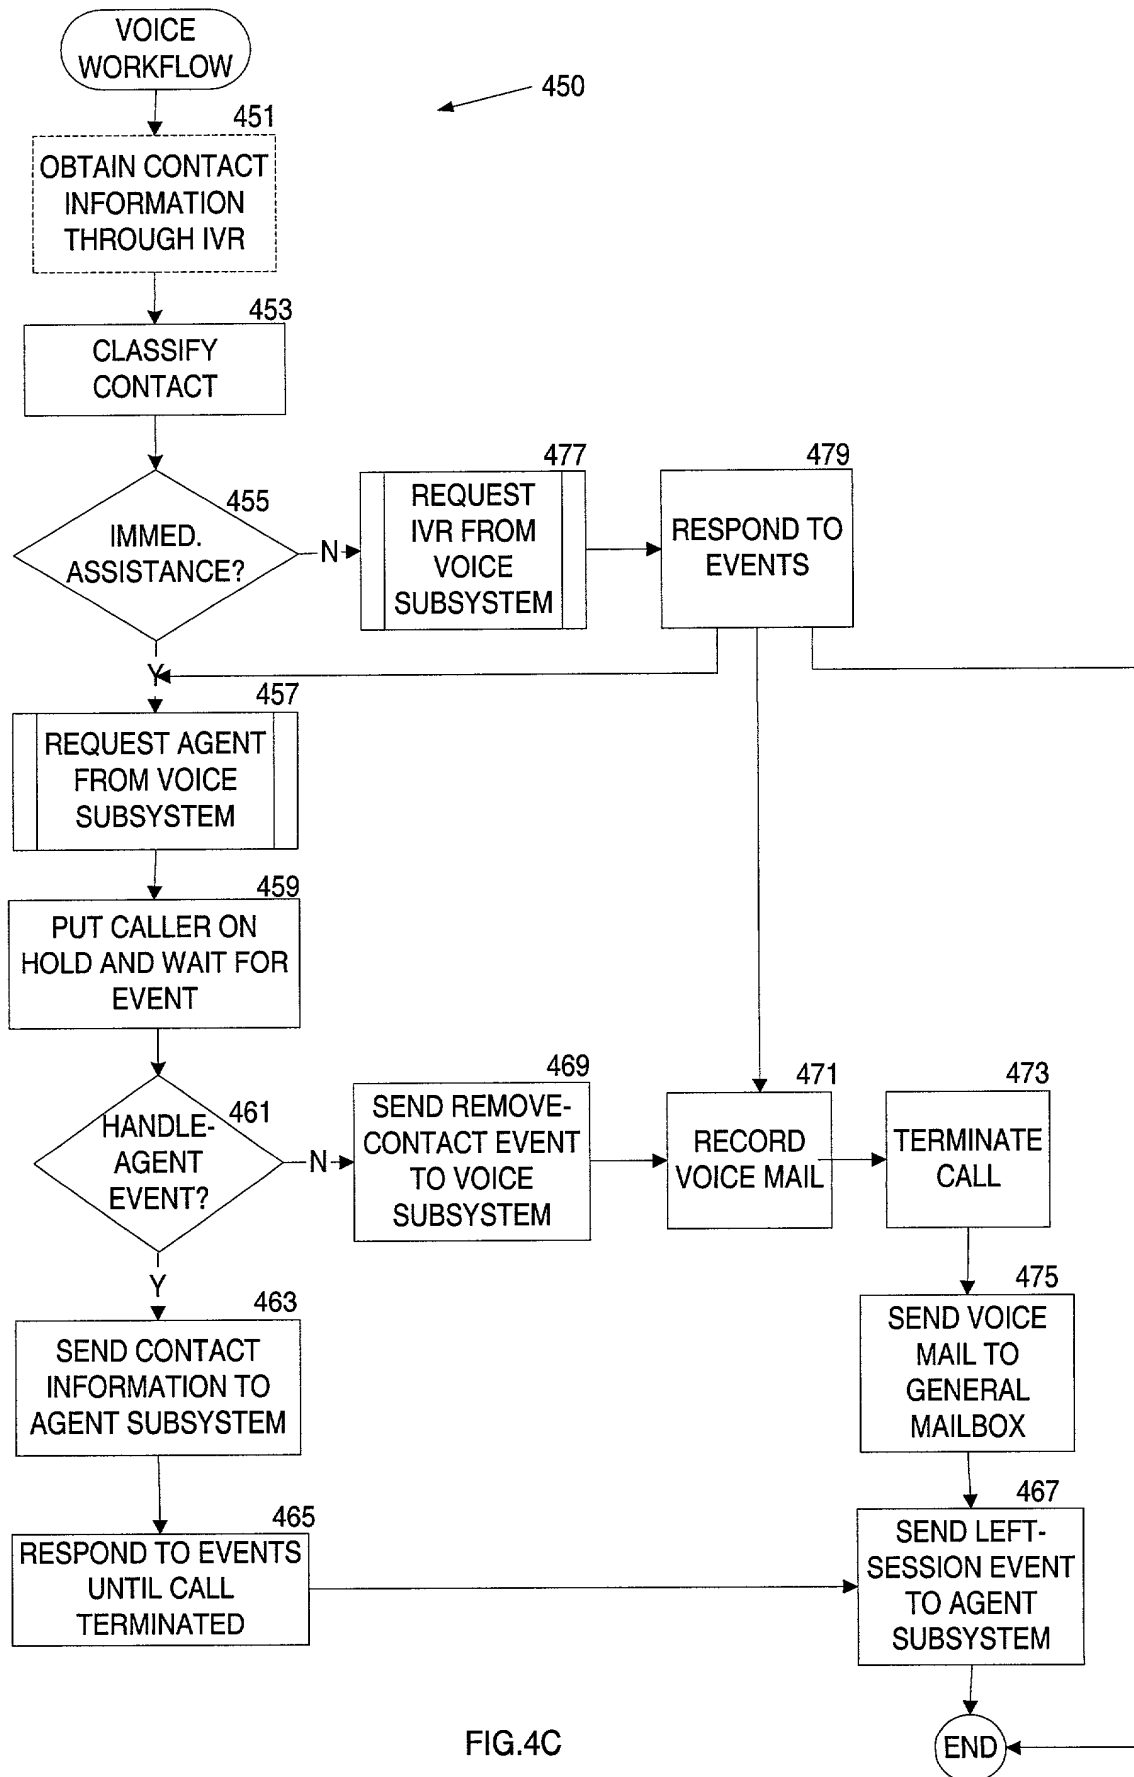 VOICE
WORKFLOW
450
451
OBTAIN CONTACT
INFORMATION
THROUGH IVR
453
CLASSIFY
CONTACT
455
IMMED.
ASSISTANCE?
N
477
REQUEST
IVR FROM
VOICE
SUBSYSTEM
479
RESPOND TO
EVENTS
Y
457
REQUEST AGENT
FROM VOICE
SUBSYSTEM
459
PUT CALLER ON
HOLD AND WAIT FOR
EVENT
461
HANDLE-
AGENT
EVENT?
N
469
SEND REMOVE-
CONTACT EVENT
TO VOICE
SUBSYSTEM
471
RECORD
VOICE MAIL
473
TERMINATE
CALL
Y
463
SEND CONTACT
INFORMATION TO
AGENT SUBSYSTEM
475
SEND VOICE
MAIL TO
GENERAL
MAILBOX
465
RESPOND TO EVENTS
UNTIL CALL
TERMINATED
467
SEND LEFT-
SESSION EVENT
TO AGENT
SUBSYSTEM
END
FIG.4C